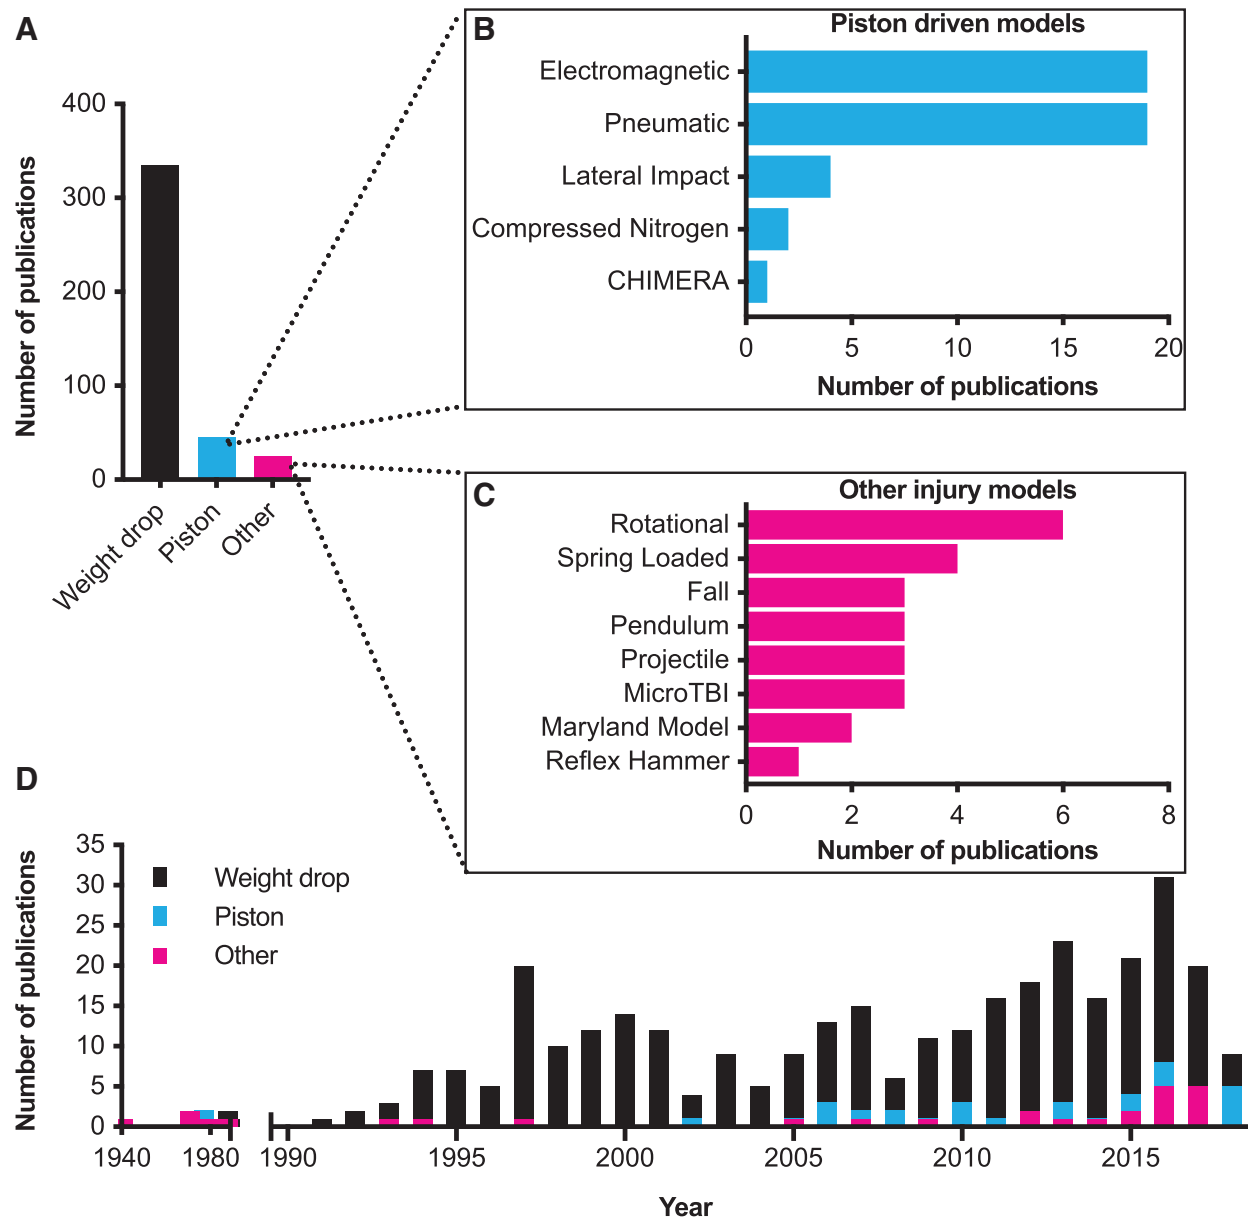 A
Number of publications
400
300
200
100
0
Weight drop
Piston
Other
B
Piston driven models
Electromagnetic
Pneumatic
Lateral Impact
Compressed Nitrogen
CHIMERA
0 5 10 15 20
Number of publications
C
Other injury models
Rotational
Spring Loaded
Fall
Pendulum
Projectile
MicroTBI
Maryland Model
Reflex Hammer
0 2 4 6 8
Number of publications
D
Number of publications
35
30
25
20
15
10
5
0
Weight drop
Piston
Other
1940 1980 1990 1995 2000 2005 2010 2015
Year